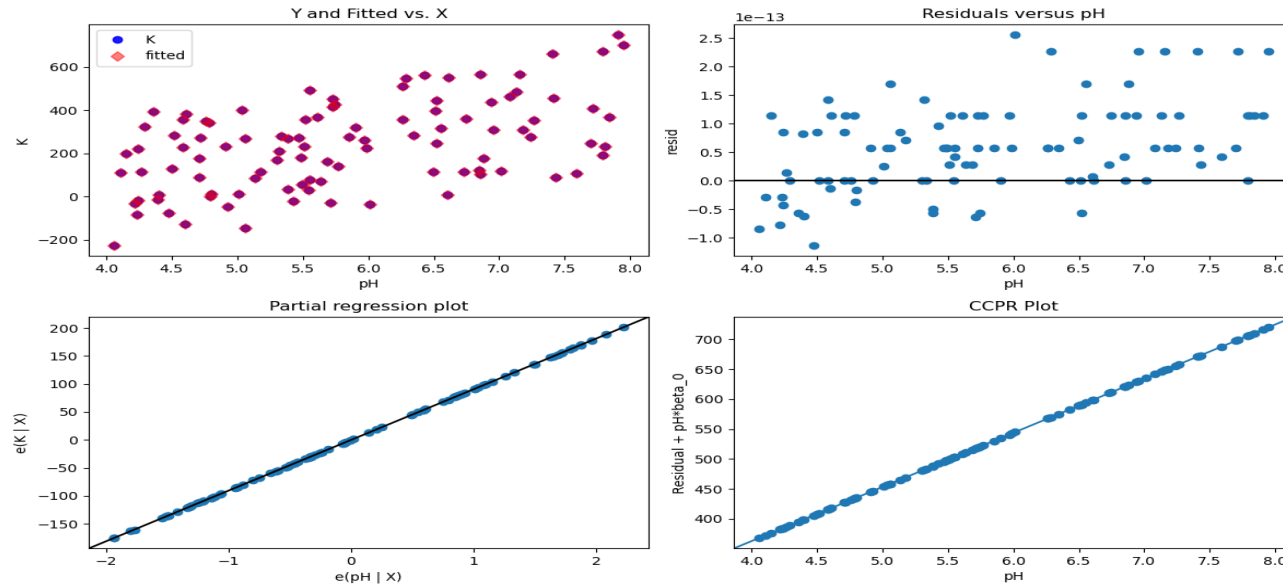 Y and Fitted vs. X
K
fitted
K
600
400
200
0
−200
4.0 4.5 5.0 5.5 6.0 6.5 7.0 7.5 8.0
pH
Residuals versus pH
1e−13
resid
2.5
2.0
1.5
1.0
0.5
0.0
−0.5
−1.0
4.0 4.5 5.0 5.5 6.0 6.5 7.0 7.5 8.0
pH
Partial regression plot
e(K | X)
200
150
100
50
0
−50
−100
−150
−2 −1 0 1 2
e(pH | X)
CCPR Plot
Residual + pH*beta_0
700
650
600
550
500
450
400
4.0 4.5 5.0 5.5 6.0 6.5 7.0 7.5 8.0
pH